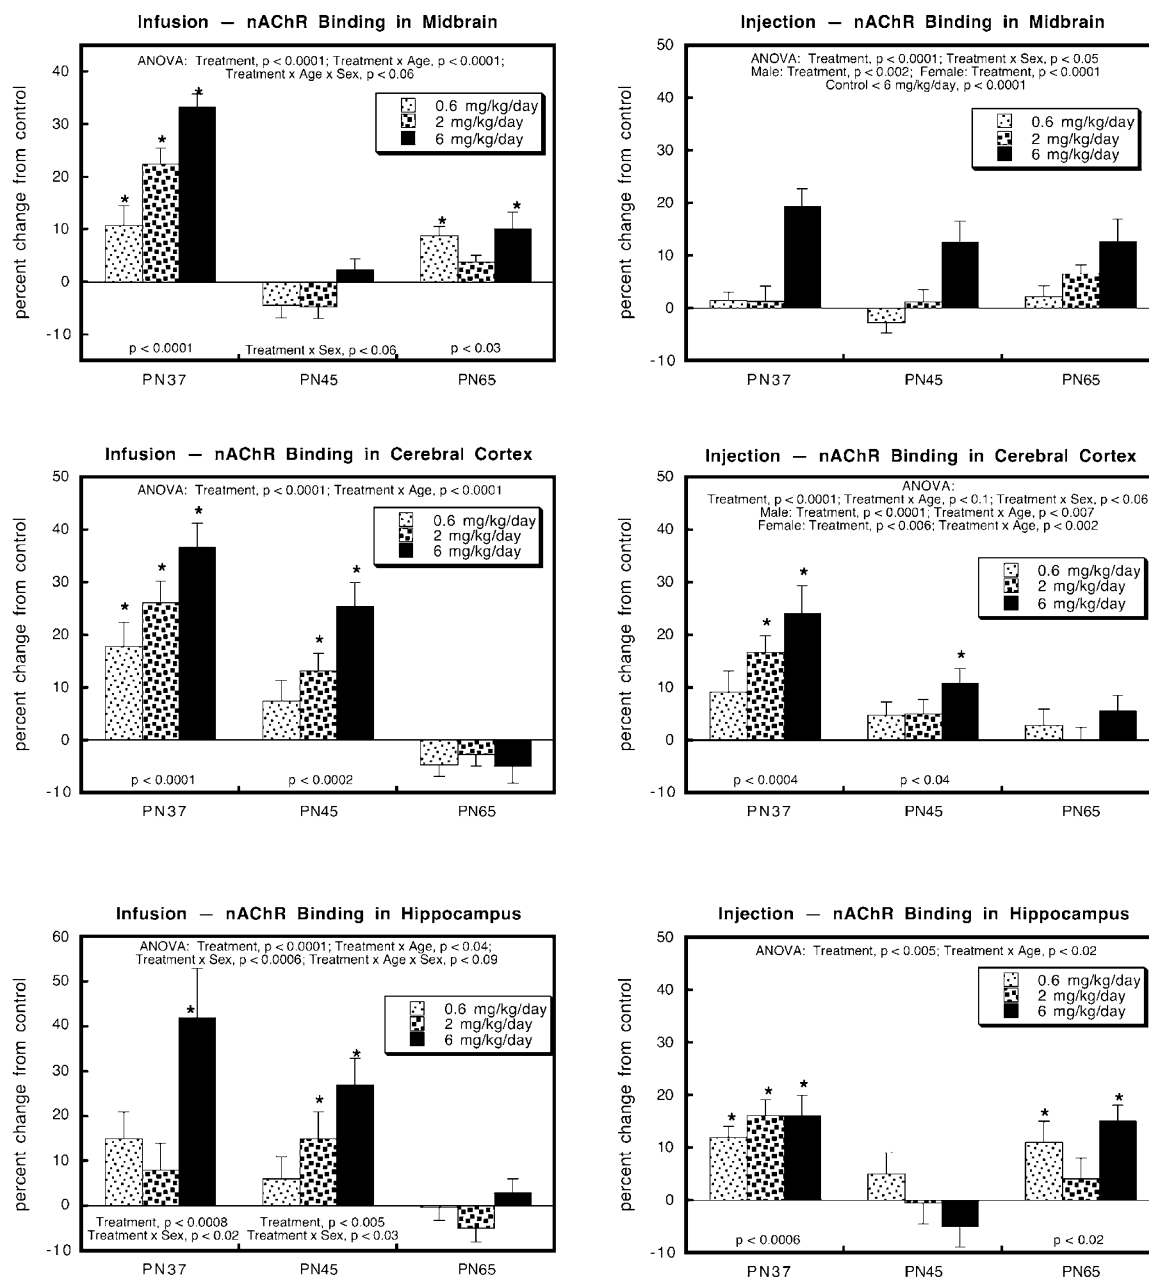 Infusion — nAChR Binding in Midbrain
ANOVA: Treatment, p < 0.0001; Treatment x Age, p < 0.0001;
Treatment x Age x Sex, p < 0.06
0.6 mg/kg/day
2 mg/kg/day
6 mg/kg/day
percent change from control
40
30
20
10
0
-10
* * * * *
p < 0.0001 Treatment x Sex, p < 0.06 p < 0.03
PN37 PN45 PN65
Injection — nAChR Binding in Midbrain
ANOVA: Treatment, p < 0.0001; Treatment x Sex, p < 0.05
Male: Treatment, p < 0.002; Female: Treatment, p < 0.0001
Control < 6 mg/kg/day, p < 0.0001
0.6 mg/kg/day
2 mg/kg/day
6 mg/kg/day
percent change from control
50
40
30
20
10
0
-10
PN37 PN45 PN65
Infusion — nAChR Binding in Cerebral Cortex
ANOVA: Treatment, p < 0.0001; Treatment x Age, p < 0.0001
0.6 mg/kg/day
2 mg/kg/day
6 mg/kg/day
percent change from control
50
40
30
20
10
0
-10
* * * * *
p < 0.0001 p < 0.0002
PN37 PN45 PN65
Injection — nAChR Binding in Cerebral Cortex
ANOVA:
Treatment, p < 0.0001; Treatment x Age, p < 0.1; Treatment x Sex, p < 0.06
Male: Treatment, p < 0.0001; Treatment x Age, p < 0.007
Female: Treatment, p < 0.006; Treatment x Age, p < 0.002
0.6 mg/kg/day
2 mg/kg/day
6 mg/kg/day
percent change from control
50
40
30
20
10
0
-10
* * *
p < 0.0004 p < 0.04
PN37 PN45 PN65
Infusion — nAChR Binding in Hippocampus
ANOVA: Treatment, p < 0.0001; Treatment x Age, p < 0.04;
Treatment x Sex, p < 0.0006; Treatment x Age x Sex, p < 0.09
0.6 mg/kg/day
2 mg/kg/day
6 mg/kg/day
percent change from control
60
50
40
30
20
10
0
-10
* * *
Treatment, p < 0.0008 Treatment, p < 0.005
Treatment x Sex, p < 0.02 Treatment x Sex, p < 0.03
PN37 PN45 PN65
Injection — nAChR Binding in Hippocampus
ANOVA: Treatment, p < 0.005; Treatment x Age, p < 0.02
0.6 mg/kg/day
2 mg/kg/day
6 mg/kg/day
percent change from control
50
40
30
20
10
0
-10
* * * * *
p < 0.0006 p < 0.02
PN37 PN45 PN65